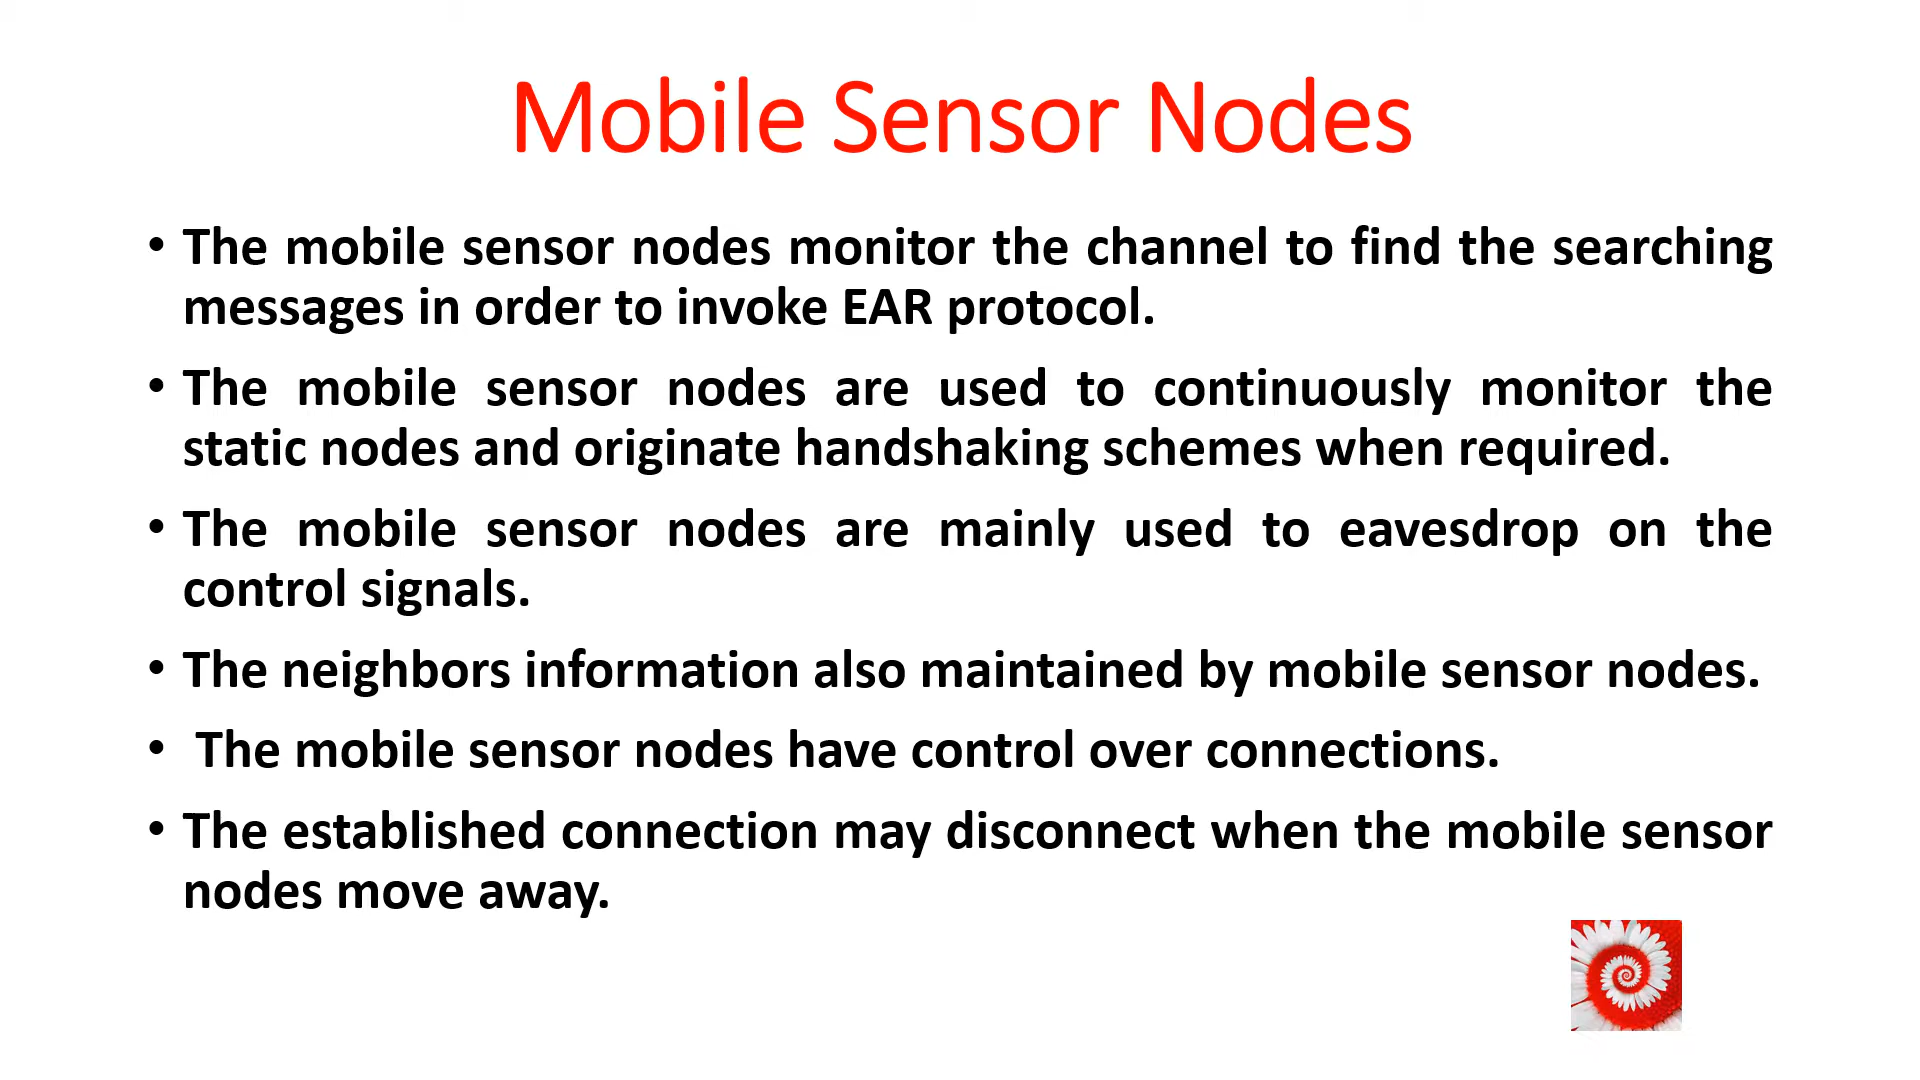 Mobile Sensor Nodes
• The mobile sensor nodes monitor the channel to find the searching
messages in order to invoke EAR protocol.
• The mobile sensor nodes are used to continuously monitor the
static nodes and originate handshaking schemes when required.
• The mobile sensor nodes are mainly used to eavesdrop on the
control signals.
• The neighbors information also maintained by mobile sensor nodes.
• The mobile sensor nodes have control over connections.
• The established connection may disconnect when the mobile sensor
nodes move away.